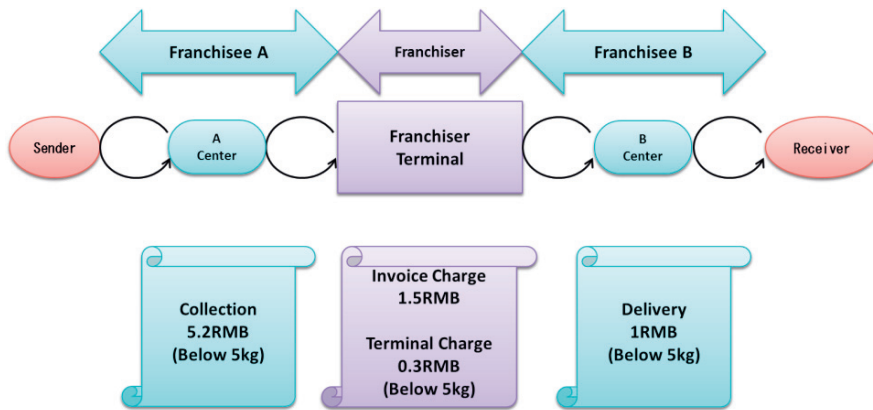 Franchisee A
Franchiser
Franchisee B
Sender
A
Center
Franchiser
Terminal
B
Center
Receiver
Collection
5.2RMB
(Below 5kg)
Invoice Charge
1.5RMB
Terminal Charge
0.3RMB
(Below 5kg)
Delivery
1RMB
(Below 5kg)